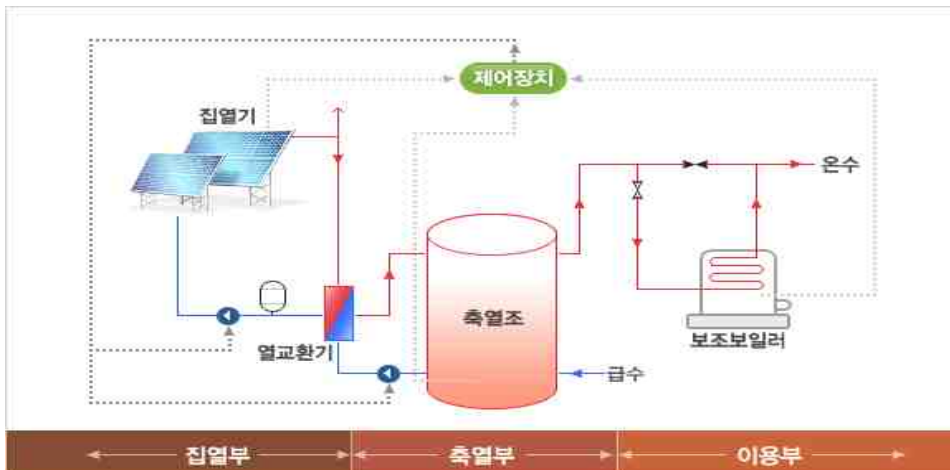 제어장치
집열기
온수
축열조
보조보일러
열교환기
급수
집열부
축열부
이용부